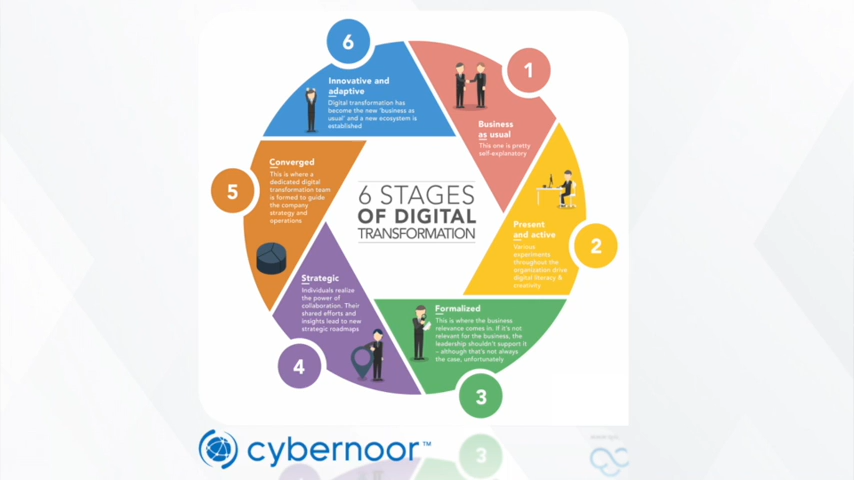 6 STAGES
OF DIGITAL
TRANSFORMATION
1
Business
as usual
This one is pretty
self-explanatory
2
Present
and active
Various
experiments
throughout the
organization drive
digital literacy &
creativity
3
Formalized
This is where the business
relevance comes in. If it's not
relevant for the business, the
leadership shouldn't support it
– although that's not always
the case, unfortunately
4
Strategic
Individuals realize
the power of
collaboration. Their
shared efforts and
insights lead to new
strategic roadmaps
5
Converged
This is where a
dedicated digital
transformation team
is formed to guide
the company
strategy and
operations
6
Innovative and
adaptive
Digital transformation has
become the new 'business as
usual' and a new ecosystem is
established
cybernoor™
3